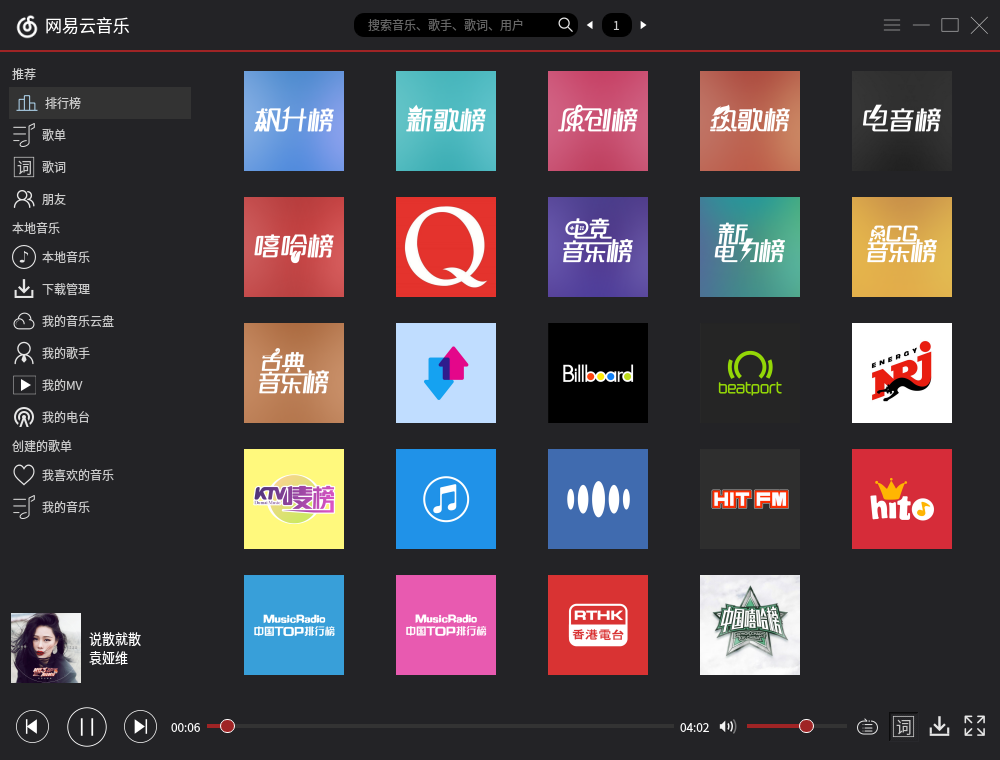 网易云音乐
搜索音乐、歌手、歌词、用户
1
推荐
排行榜
歌单
词
歌词
朋友
本地音乐
本地音乐
下载管理
我的音乐云盘
我的歌手
我的MV
我的电台
创建的歌单
我喜欢的音乐
我的音乐
飙升榜
新歌榜
原创榜
热歌榜
电音榜
嘻哈榜
Q
电竞
音乐榜
新
电力榜
ACG
音乐榜
古典
音乐榜
Billboard
beatport
ENERGY
NRJ
KTV唛榜
HIT FM
hito
MusicRadio
中国TOP排行榜
MusicRadio
中国TOP排行榜
RTHK
香港電台
中国嘻哈榜
说散就散
袁娅维
00:06
04:02
词